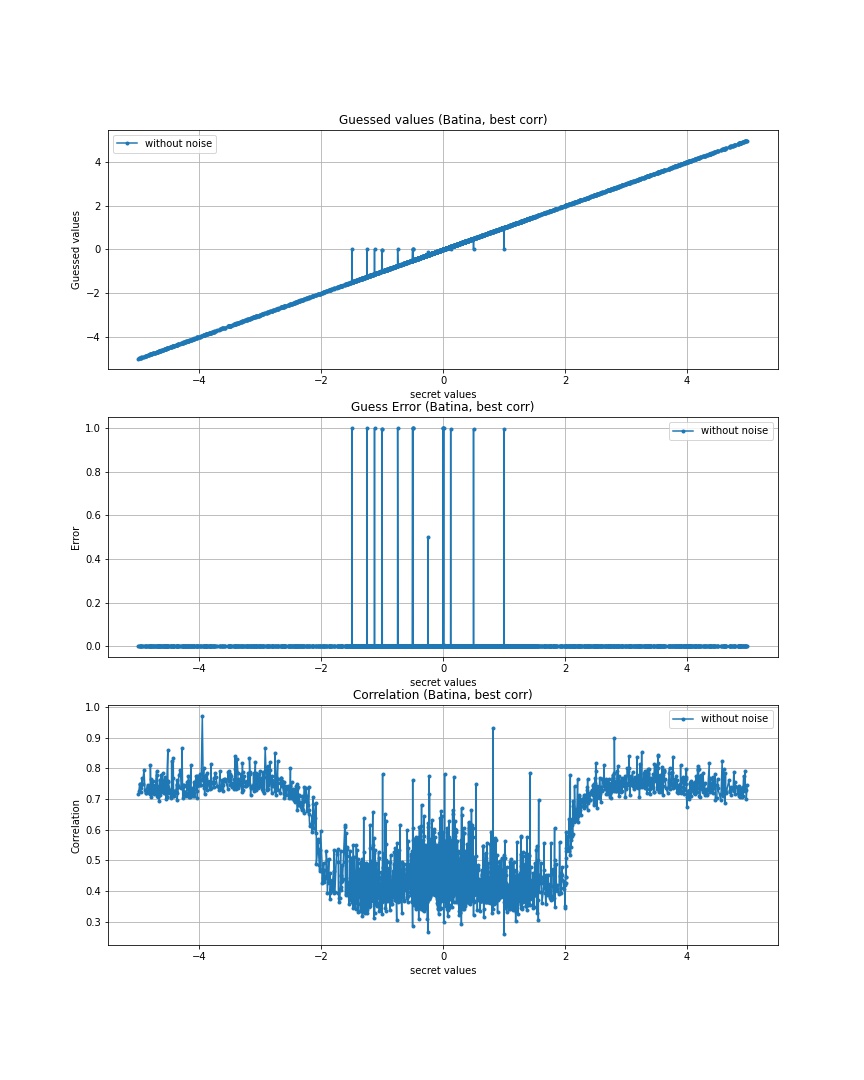 Guessed values (Batina, best corr)
without noise
Guessed values
4
2
0
−2
−4
−4 −2 0 2 4
secret values
Guess Error (Batina, best corr)
without noise
Error
1.0
0.8
0.6
0.4
0.2
0.0
−4 −2 0 2 4
secret values
Correlation (Batina, best corr)
without noise
Correlation
1.0
0.9
0.8
0.7
0.6
0.5
0.4
0.3
−4 −2 0 2 4
secret values